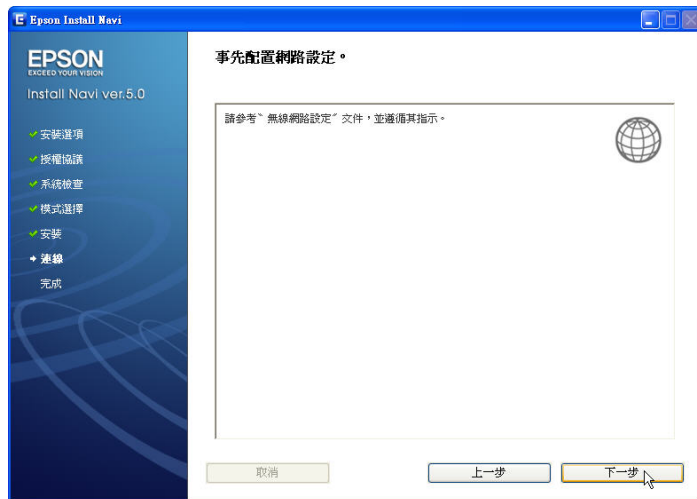 Epson Install Navi
EPSON
EXCEED YOUR VISION
Install Navi ver.5.0
安裝選項
授權協議
系統檢查
模式選擇
安裝
連線
完成
事先配置網路設定。
請參考〝無線網路設定〞文件，並遵循其指示。
取消
上一步
下一步